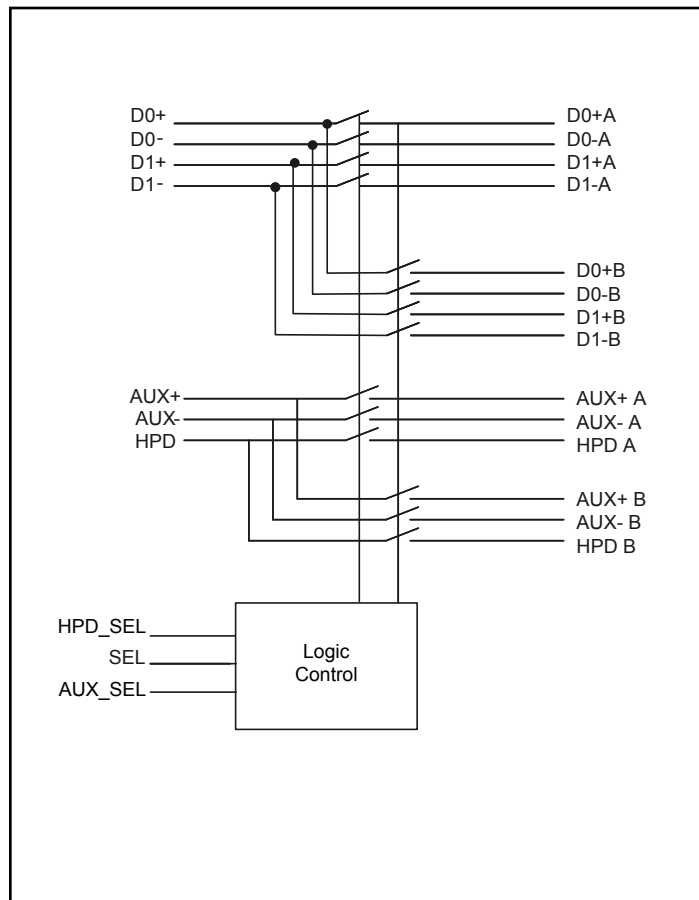 D0+
D0-
D1+
D1-
D0+A
D0-A
D1+A
D1-A
D0+B
D0-B
D1+B
D1-B
AUX+
AUX-
HPD
AUX+ A
AUX- A
HPD A
AUX+ B
AUX- B
HPD B
HPD_SEL
SEL
AUX_SEL
Logic
Control